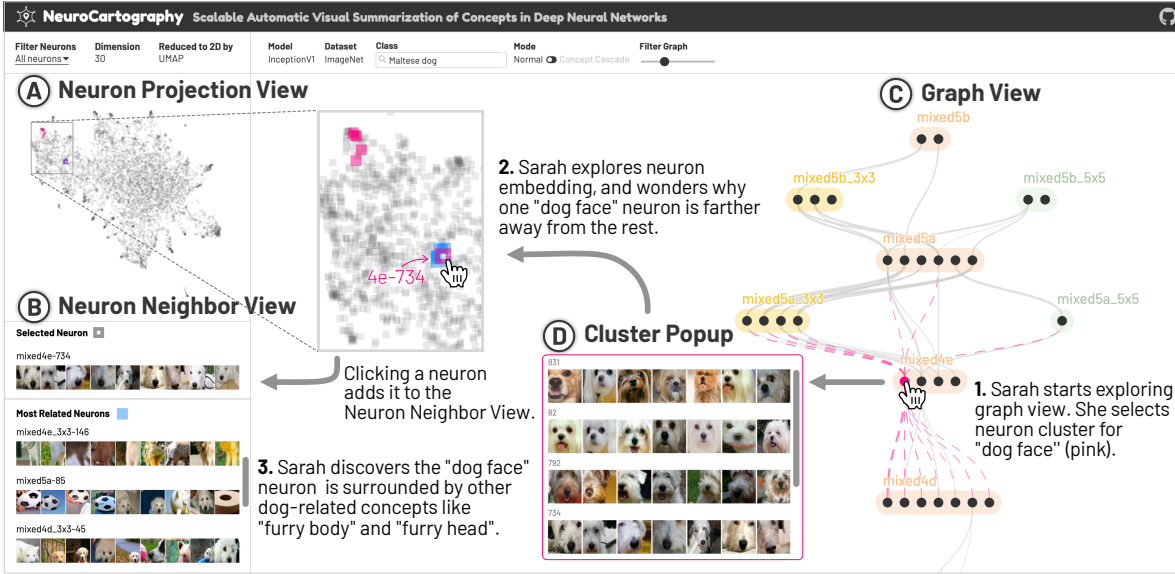 NeuroCartography Scalable Automatic Visual Summarization of Concepts in Deep Neural Networks
Filter Neurons
All neurons
Dimension
30
Reduced to 2D by
UMAP
Model
InceptionV1
Dataset
ImageNet
Class
Maltese dog
Mode
Normal
Concept Cascade
Filter Graph
A Neuron Projection View
4e-734
2. Sarah explores neuron
embedding, and wonders why
one "dog face" neuron is farther
away from the rest.
C Graph View
mixed5b
mixed5b_3x3
mixed5b_5x5
mixed5a
mixed5a_3x3
mixed5a_5x5
mixed4e
mixed4d
1. Sarah starts exploring
graph view. She selects
neuron cluster for
"dog face" (pink).
D Cluster Popup
831
82
792
734
Clicking a neuron
adds it to the
Neuron Neighbor View.
B Neuron Neighbor View
Selected Neuron
mixed4e-734
Most Related Neurons
mixed4e_3x3-146
mixed5a-85
mixed4d_3x3-45
3. Sarah discovers the "dog face"
neuron is surrounded by other
dog-related concepts like
"furry body" and "furry head".